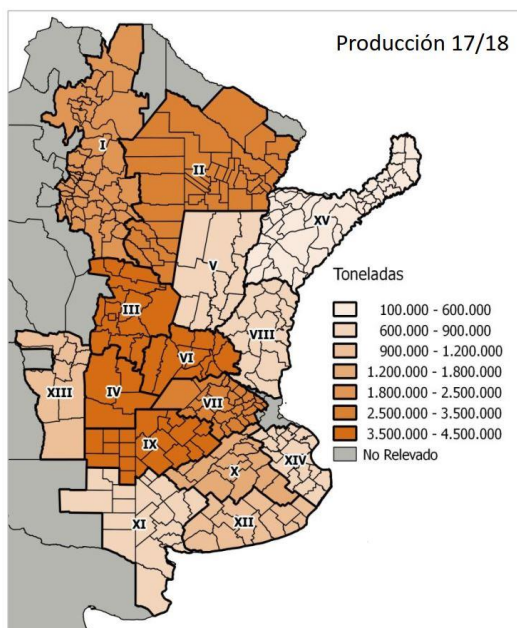 Producción 17/18
I
II
XV
V
Toneladas
III
100.000 - 600.000
600.000 - 900.000
VIII
900.000 - 1.200.000
VI
1.200.000 - 1.800.000
XIII
IV
1.800.000 - 2.500.000
VII
2.500.000 - 3.500.000
IX
3.500.000 - 4.500.000
XIV
No Relevado
X
XI
XII